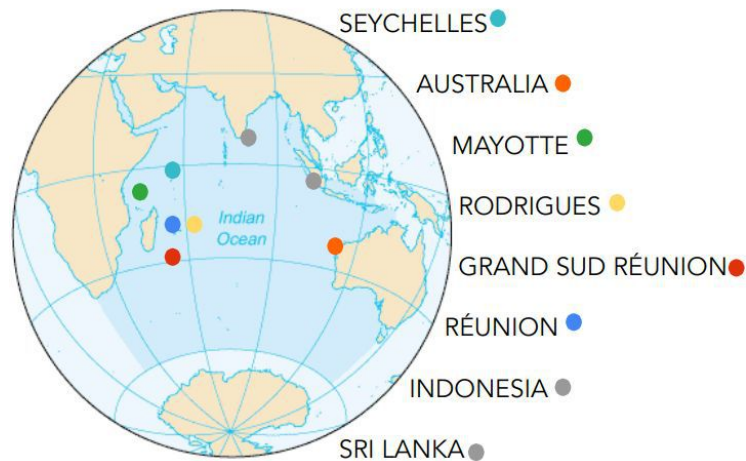 SEYCHELLES
AUSTRALIA
MAYOTTE
RODRIGUES
Indian
Ocean
GRAND SUD RÉUNION
RÉUNION
INDONESIA
SRI LANKA